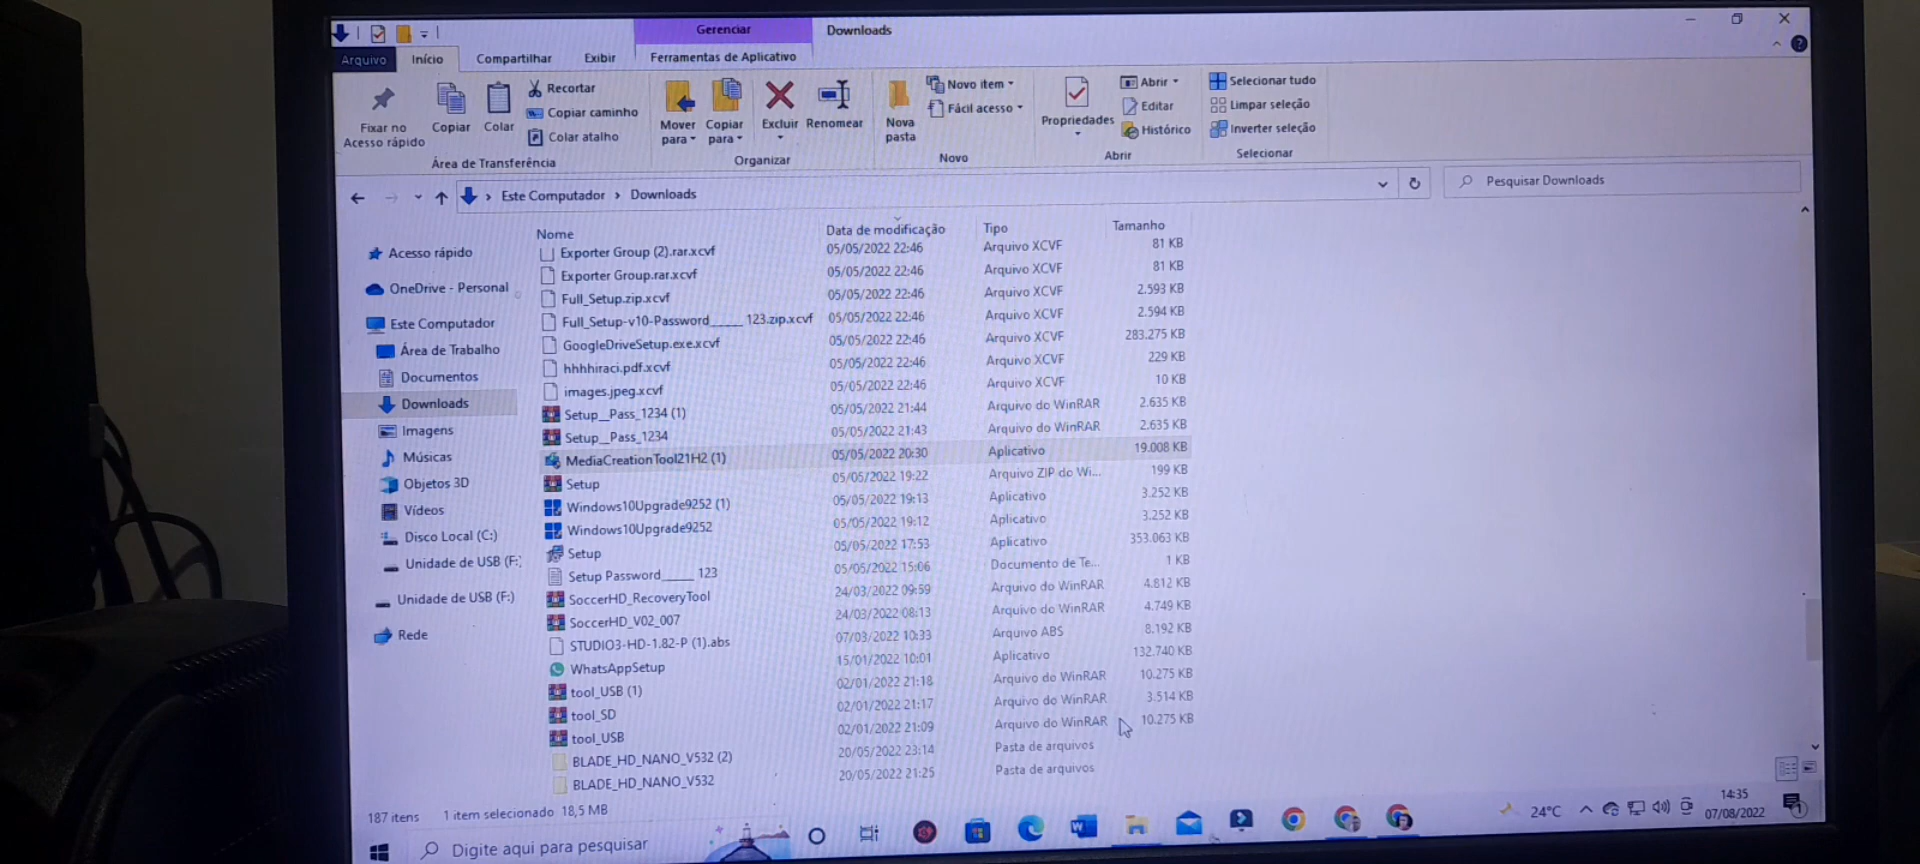 Gerenciar
Downloads
Arquivo
Início
Compartilhar
Exibir
Ferramentas de Aplicativo
Fixar no Acesso rápido
Copiar
Colar
Recortar
Copiar caminho
Colar atalho
Área de Transferência
Mover para
Copiar para
Excluir
Renomear
Organizar
Nova pasta
Novo item
Fácil acesso
Novo
Propriedades
Abrir
Editar
Histórico
Abrir
Selecionar tudo
Limpar seleção
Inverter seleção
Selecionar
Este Computador > Downloads
Pesquisar Downloads
Acesso rápido
OneDrive - Personal
Este Computador
Área de Trabalho
Documentos
Downloads
Imagens
Músicas
Objetos 3D
Vídeos
Disco Local (C:)
Unidade de USB (F:
Unidade de USB (F:)
Rede
Nome Data de modificação Tipo Tamanho
Exporter Group (2).rar.xcvf 05/05/2022 22:46 Arquivo XCVF 81 KB
Exporter Group.rar.xcvf 05/05/2022 22:46 Arquivo XCVF 81 KB
Full_Setup.zip.xcvf 05/05/2022 22:46 Arquivo XCVF 2.593 KB
Full_Setup-v10-Password_____ 123.zip.xcvf 05/05/2022 22:46 Arquivo XCVF 2.594 KB
GoogleDriveSetup.exe.xcvf 05/05/2022 22:46 Arquivo XCVF 283.275 KB
hhhhiraci.pdf.xcvf 05/05/2022 22:46 Arquivo XCVF 229 KB
images.jpeg.xcvf 05/05/2022 22:46 Arquivo XCVF 10 KB
Setup__Pass_1234 (1) 05/05/2022 21:44 Arquivo do WinRAR 2.635 KB
Setup__Pass_1234 05/05/2022 21:43 Arquivo do WinRAR 2.635 KB
MediaCreationTool21H2 (1) 05/05/2022 20:30 Aplicativo 19.008 KB
Setup 05/05/2022 19:22 Arquivo ZIP do Wi... 199 KB
Windows10Upgrade9252 (1) 05/05/2022 19:13 Aplicativo 3.252 KB
Windows10Upgrade9252 05/05/2022 19:12 Aplicativo 3.252 KB
Setup 05/05/2022 17:53 Aplicativo 353.063 KB
Setup Password_____ 123 05/05/2022 15:06 Documento de Te... 1 KB
SoccerHD_RecoveryTool 24/03/2022 09:59 Arquivo do WinRAR 4.812 KB
SoccerHD_V02_007 24/03/2022 08:13 Arquivo do WinRAR 4.749 KB
STUDIO3-HD-1.82-P (1).abs 07/03/2022 10:33 Arquivo ABS 8.192 KB
WhatsAppSetup 15/01/2022 10:01 Aplicativo 132.740 KB
tool_USB (1) 02/01/2022 21:18 Arquivo do WinRAR 10.275 KB
tool_SD 02/01/2022 21:17 Arquivo do WinRAR 3.514 KB
tool_USB 02/01/2022 21:09 Arquivo do WinRAR 10.275 KB
BLADE_HD_NANO_V532 (2) 20/05/2022 23:14 Pasta de arquivos
BLADE_HD_NANO_V532 20/05/2022 21:25 Pasta de arquivos
187 itens 1 item selecionado 18,5 MB
Digite aqui para pesquisar
24°C
14:35
07/08/2022
1